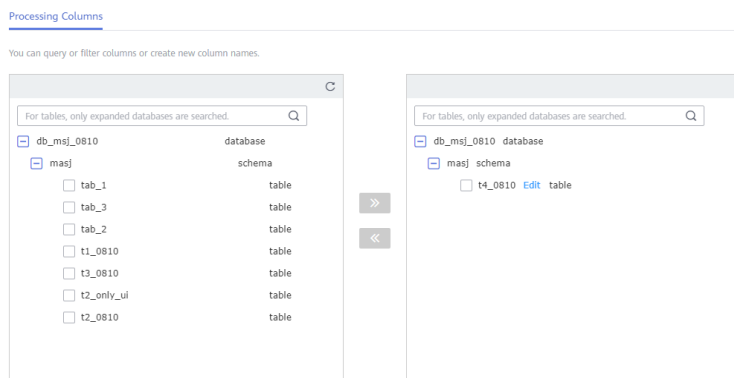 Processing Columns
You can query or filter columns or create new column names.
For tables, only expanded databases are searched.
db_msj_0810 database
masj schema
tab_1 table
tab_3 table
tab_2 table
t1_0810 table
t3_0810 table
t2_only_ui table
t2_0810 table
For tables, only expanded databases are searched.
db_msj_0810 database
masj schema
t4_0810 Edit table